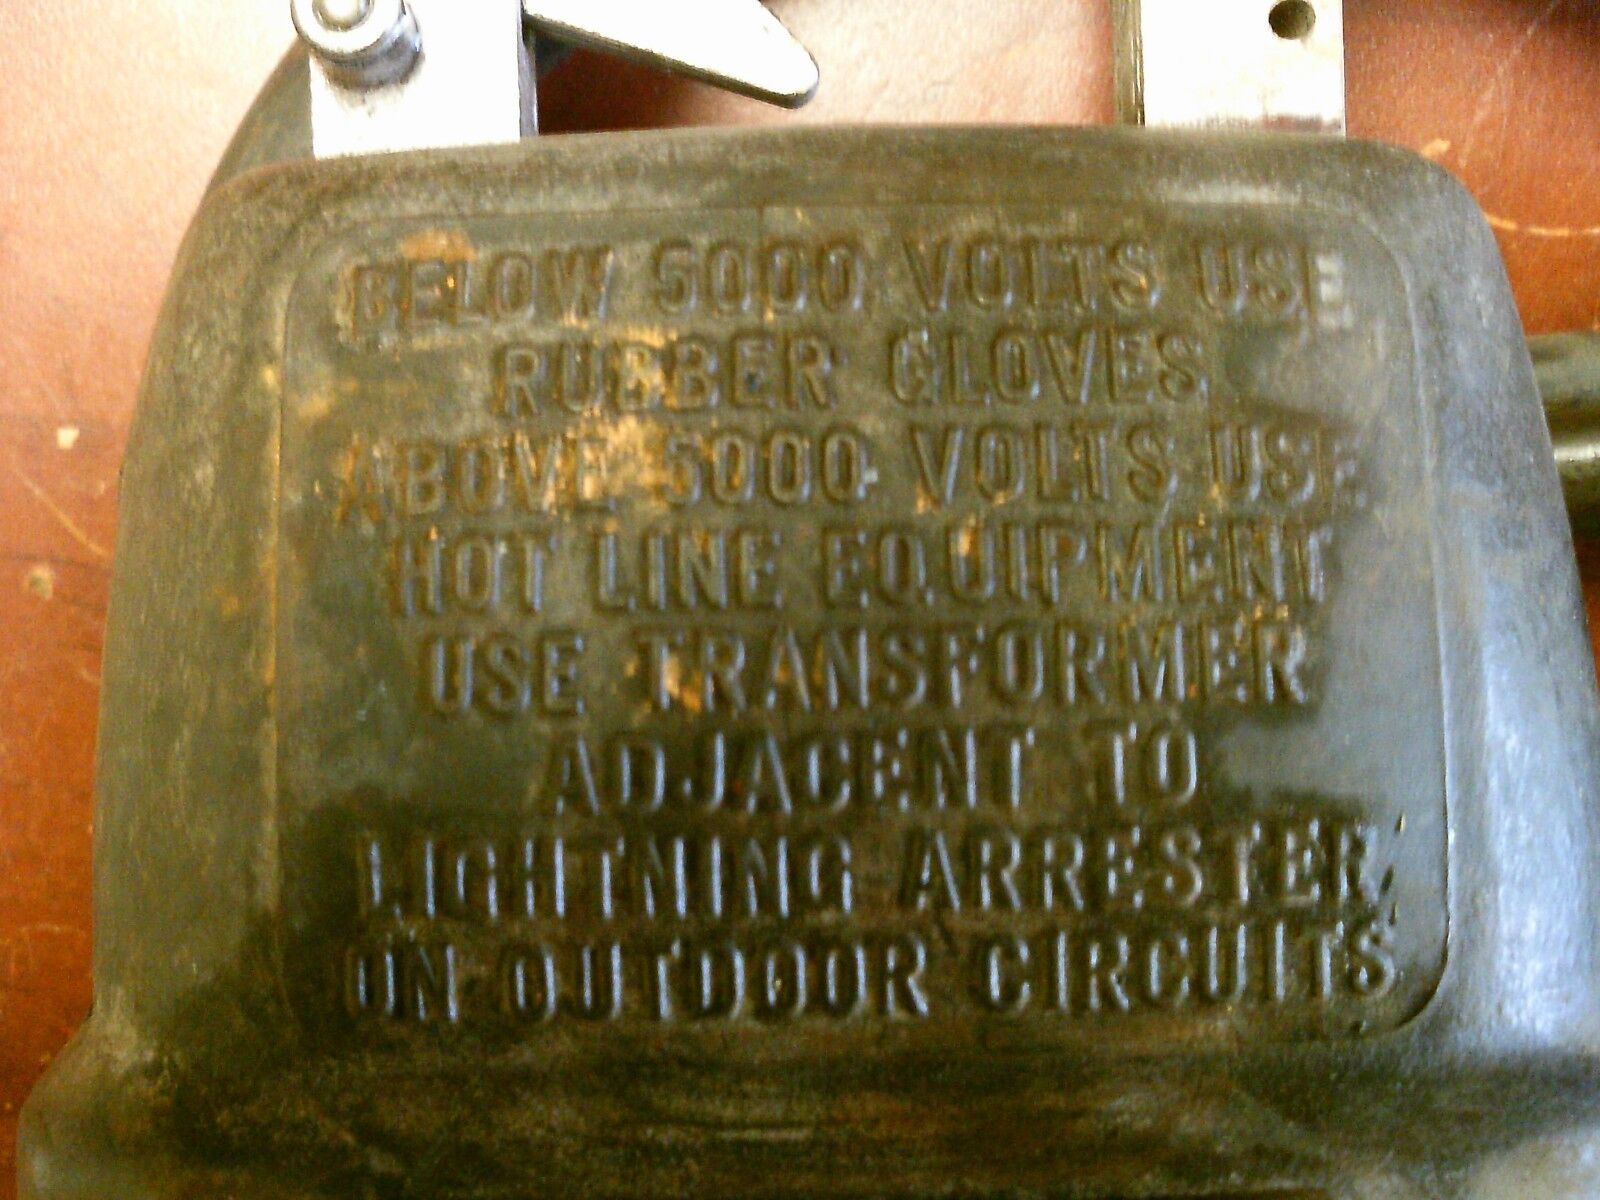 BELOW 5000 VOLTS USE
RUBBER GLOVES
ABOVE 5000 VOLTS USE
HOT LINE EQUIPMENT
USE TRANSFORMER
ADJACENT TO
LIGHTNING ARRESTER
ON OUTDOOR CIRCUITS